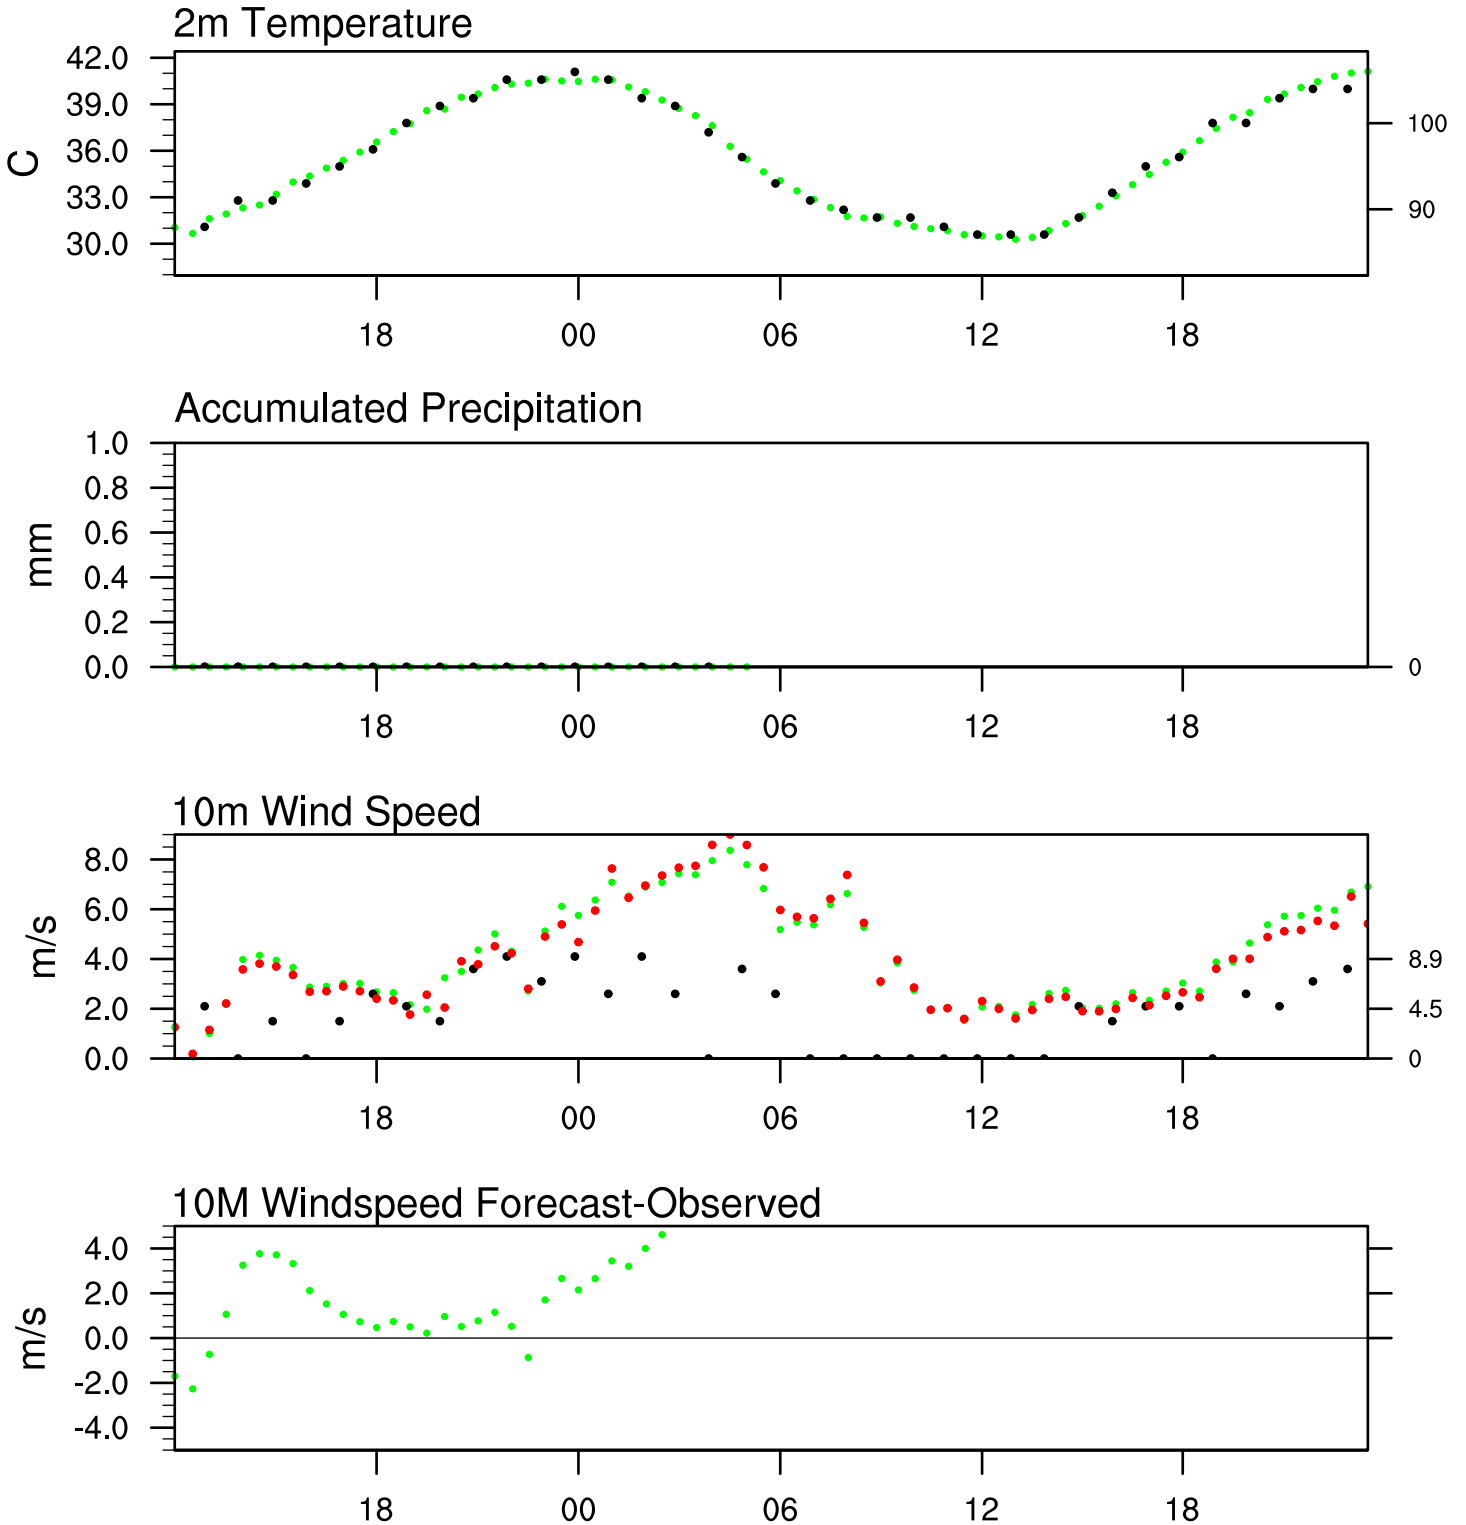 2m Temperature
42.0
39.0
36.0
33.0
30.0
C
100
90
18 00 06 12 18
Accumulated Precipitation
1.0
0.8
0.6
0.4
0.2
0.0
mm
0
18 00 06 12 18
10m Wind Speed
8.0
6.0
4.0
2.0
0.0
m/s
8.9
4.5
0
18 00 06 12 18
10M Windspeed Forecast-Observed
4.0
2.0
0.0
-2.0
-4.0
m/s
18 00 06 12 18